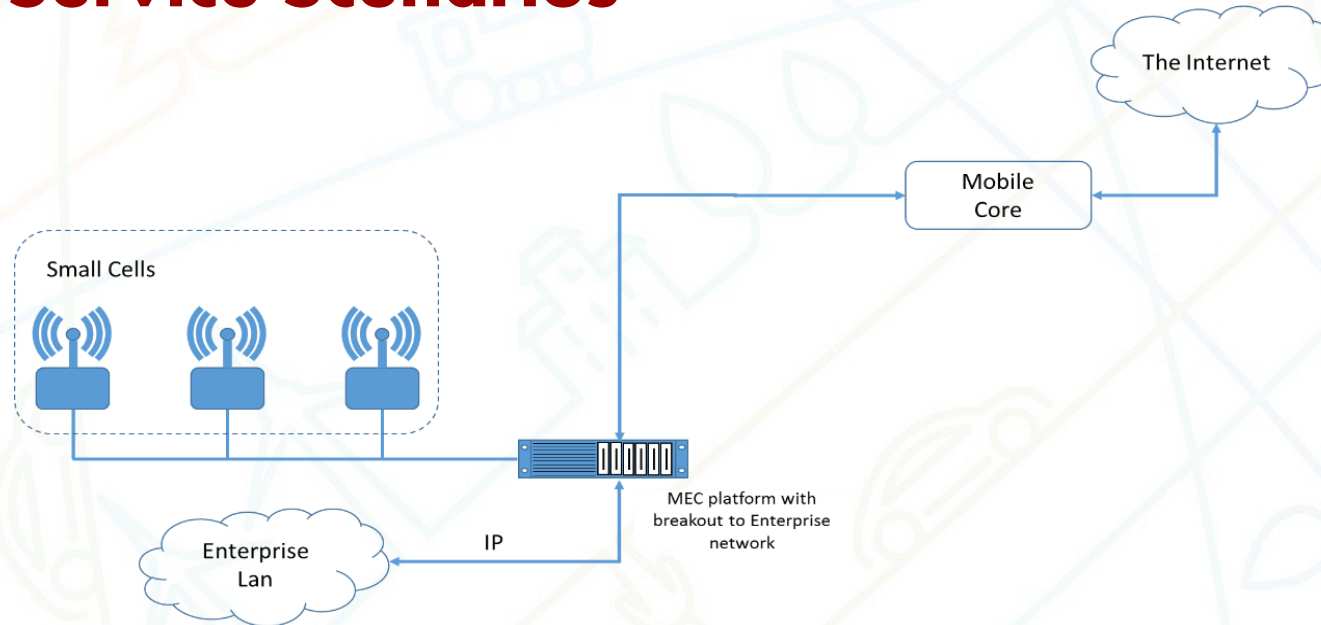 The Internet
Mobile
Core
Small Cells
MEC platform with
breakout to Enterprise
network
IP
Enterprise
Lan